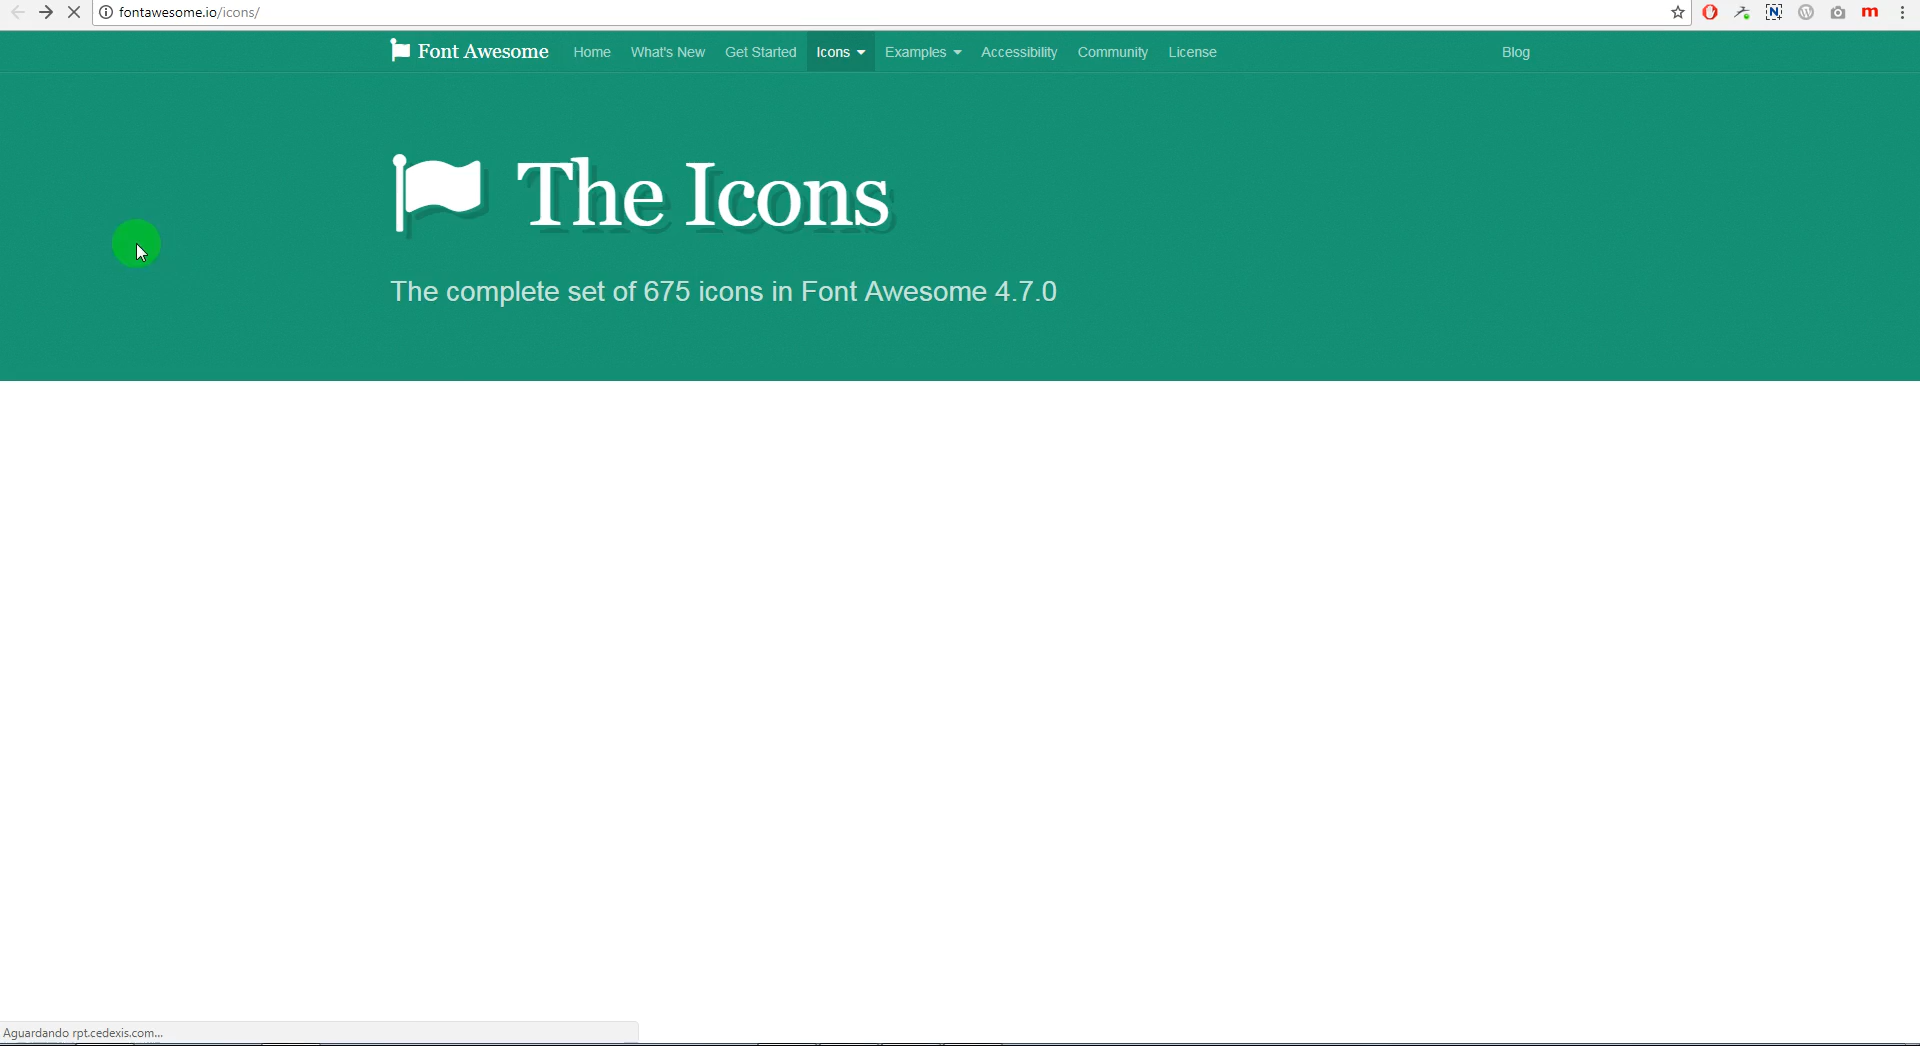 fontawesome.io/icons/
Font Awesome Home What's New Get Started Icons Examples Accessibility Community License Blog
The Icons
The complete set of 675 icons in Font Awesome 4.7.0
Aguardando rpt.cedexis.com...